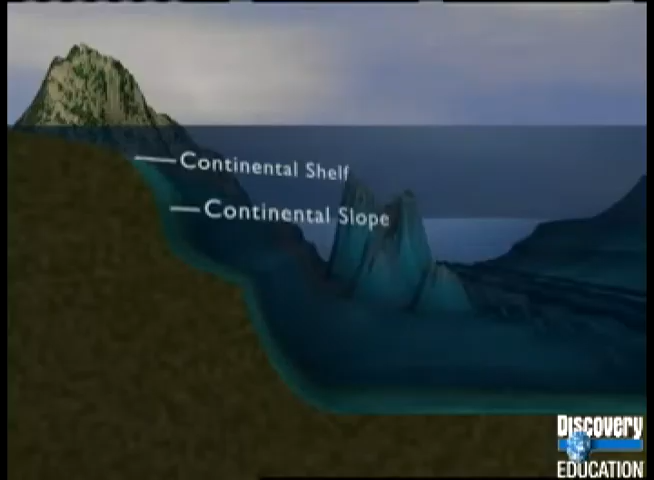 Continental Shelf
Continental Slope
Discovery
EDUCATION